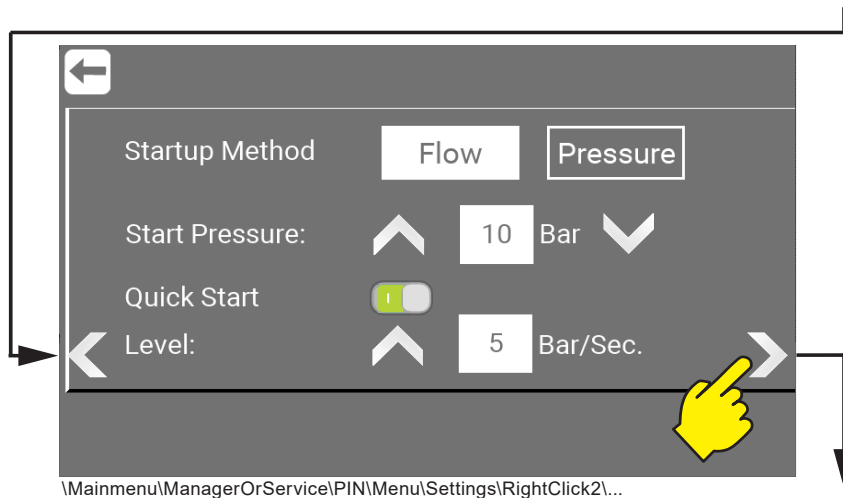 Startup Method Flow Pressure
Start Pressure: 10 Bar
Quick Start I
Level: 5 Bar/Sec.
\Mainmenu\ManagerOrService\PIN\Menu\Settings\RightClick2\...